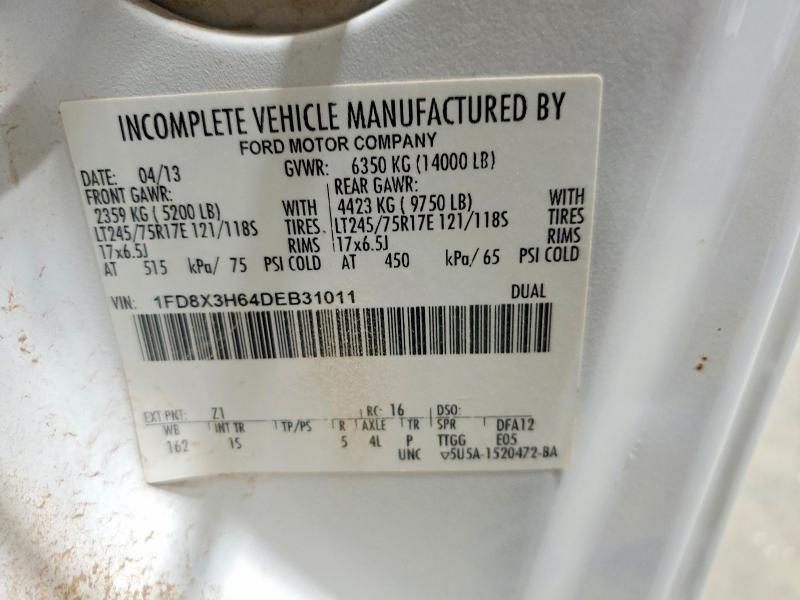 INCOMPLETE VEHICLE MANUFACTURED BY
FORD MOTOR COMPANY
DATE: 04/13 GVWR: 6350 KG (14000 LB)
FRONT GAWR: REAR GAWR:
2359 KG ( 5200 LB) WITH 4423 KG ( 9750 LB) WITH
LT245/75R17E 121/118S TIRES LT245/75R17E 121/118S TIRES
17x6.5J RIMS 17x6.5J RIMS
AT 515 kPa/ 75 PSI COLD AT 450 kPa/ 65 PSI COLD
VIN: 1FD8X3H64DEB31011 DUAL
EXT PNT: Z1 RC: 16 DSO:
WB INT TR TP/PS R AXLE TR SPR DFA12
162 1S 5 4L P TTGG E05
UNC ▽5U5A-1520472-BA